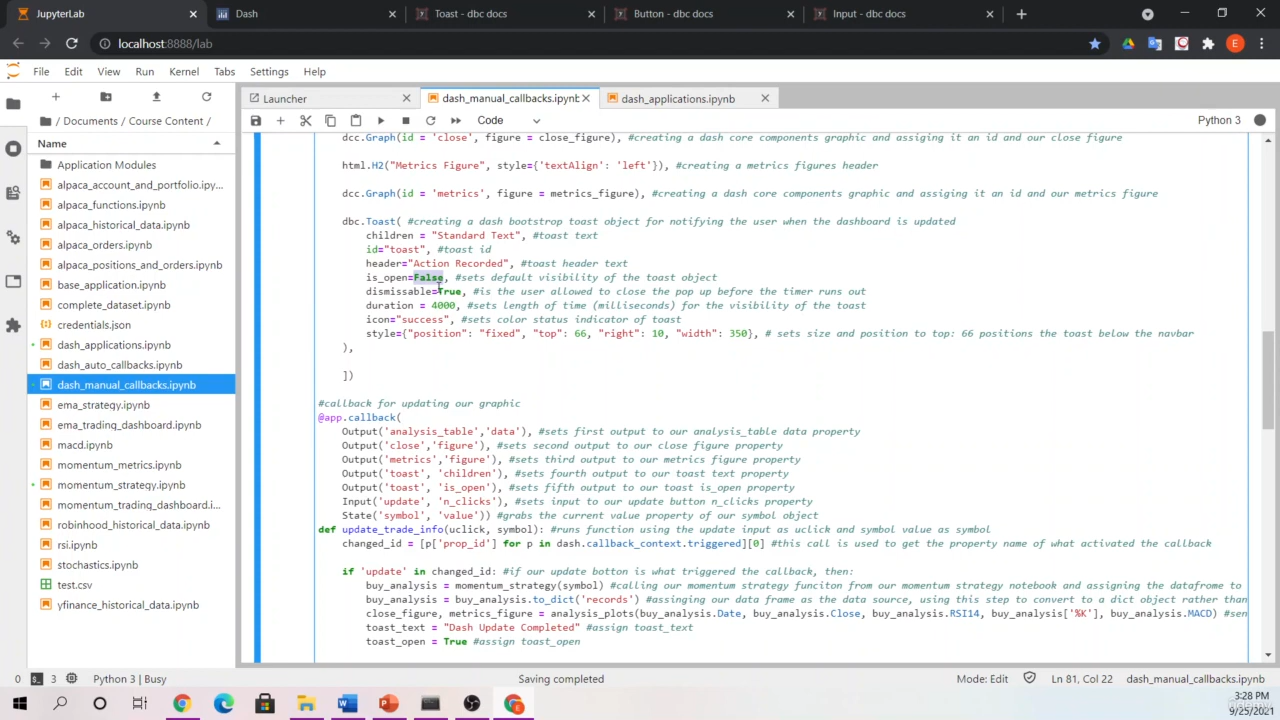 JupyterLab
Dash
Toast - dbc docs
Button - dbc docs
Input - dbc docs
localhost:8888/lab
E
File Edit View Run Kernel Tabs Settings Help
Launcher
dash_manual_callbacks.ipynb
dash_applications.ipynb
/ Documents / Course Content /
Code
Python 3
Name
Application Modules
alpaca_account_and_portfolio.ipy...
alpaca_functions.ipynb
alpaca_historical_data.ipynb
alpaca_orders.ipynb
alpaca_positions_and_orders.ipynb
base_application.ipynb
complete_dataset.ipynb
credentials.json
dash_applications.ipynb
dash_auto_callbacks.ipynb
dash_manual_callbacks.ipynb
ema_strategy.ipynb
ema_trading_dashboard.ipynb
macd.ipynb
momentum_metrics.ipynb
momentum_strategy.ipynb
momentum_trading_dashboard.i...
robinhood_historical_data.ipynb
rsi.ipynb
stochastics.ipynb
test.csv
yfinance_historical_data.ipynb
dcc.Graph(id = 'close', figure = close_figure), #creating a dash core components graphic and assiging it an id and our close figure
html.H2("Metrics Figure", style={'textAlign': 'left'}), #creating a metrics figures header
dcc.Graph(id = 'metrics', figure = metrics_figure), #creating a dash core components graphic and assiging it an id and our metrics figure
dbc.Toast( #creating a dash bootstrop toast object for notifying the user when the dashboard is updated
children = "Standard Text", #toast text
id="toast", #toast id
header="Action Recorded", #toast header text
is_open=False, #sets default visibility of the toast object
dismissable=True, #is the user allowed to close the pop up before the timer runs out
duration = 4000, #sets length of time (milliseconds) for the visibility of the toast
icon="success", #sets color status indicator of toast
style={"position": "fixed", "top": 66, "right": 10, "width": 350}, # sets size and position to top: 66 positions the toast below the navbar
),
])
#callback for updating our graphic
@app.callback(
Output('analysis_table','data'), #sets first output to our analysis_table data property
Output('close','figure'), #sets second output to our close figure property
Output('metrics','figure'), #sets third output to our metrics figure property
Output('toast', 'children'), #sets fourth output to our toast text property
Output('toast', 'is_open'), #sets fifth output to our toast is_open property
Input('update', 'n_clicks'), #sets input to our update button n_clicks property
State('symbol', 'value')) #grabs the current value property of our symbol object
def update_trade_info(uclick, symbol): #runs function using the update input as uclick and symbol value as symbol
changed_id = [p['prop_id'] for p in dash.callback_context.triggered][0] #this call is used to get the property name of what activated the callback
if 'update' in changed_id: #if our update botton is what triggered the callback, then:
buy_analysis = momentum_strategy(symbol) #calling our momentum strategy funciton from our momentum strategy notebook and assigning the dataframe to
buy_analysis = buy_analysis.to_dict('records') #assinging our data frame as the data source, using this step to convert to a dict object rather than
close_figure, metrics_figure = analysis_plots(buy_analysis.Date, buy_analysis.Close, buy_analysis.RSI14, buy_analysis['%K'], buy_analysis.MACD) #sen
toast_text = "Dash Update Completed" #assign toast_text
toast_open = True #assign toast_open
0 3 Python 3 | Busy
Saving completed
Mode: Edit
Ln 81, Col 22
dash_manual_callbacks.ipynb
3:28 PM
9/25/2021